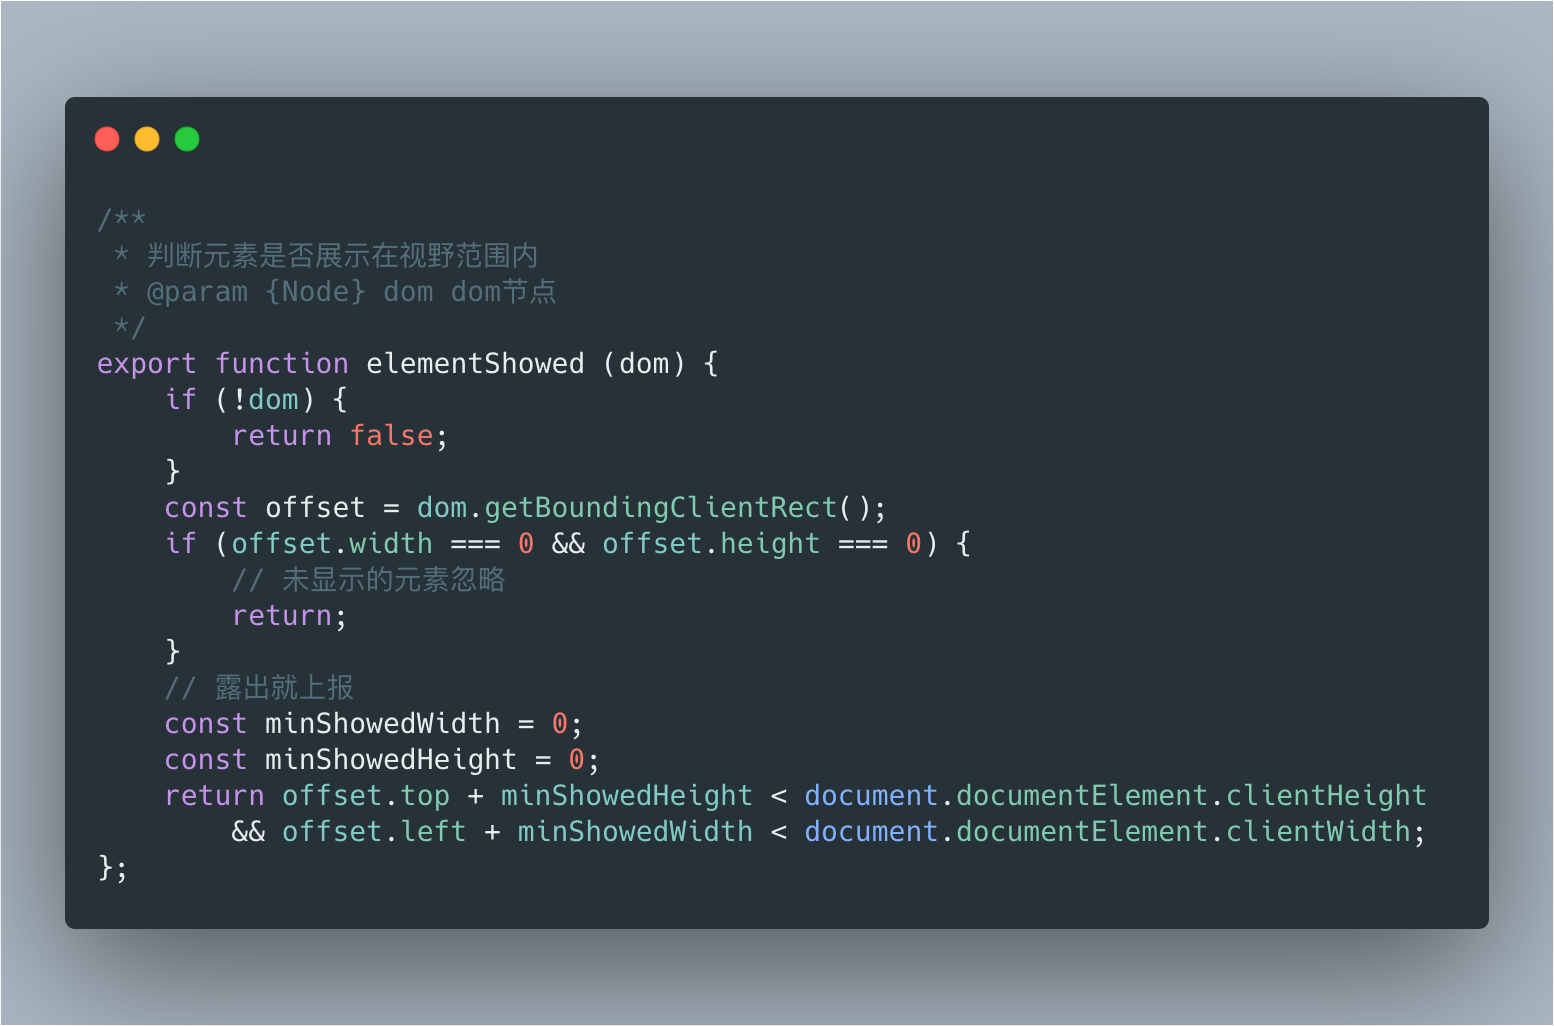 /**
 * 判断元素是否展示在视野范围内
 * @param {Node} dom dom节点
 */
export function elementShowed (dom) {
    if (!dom) {
        return false;
    }
    const offset = dom.getBoundingClientRect();
    if (offset.width === 0 && offset.height === 0) {
        // 未显示的元素忽略
        return;
    }
    // 露出就上报
    const minShowedWidth = 0;
    const minShowedHeight = 0;
    return offset.top + minShowedHeight < document.documentElement.clientHeight
        && offset.left + minShowedWidth < document.documentElement.clientWidth;
};